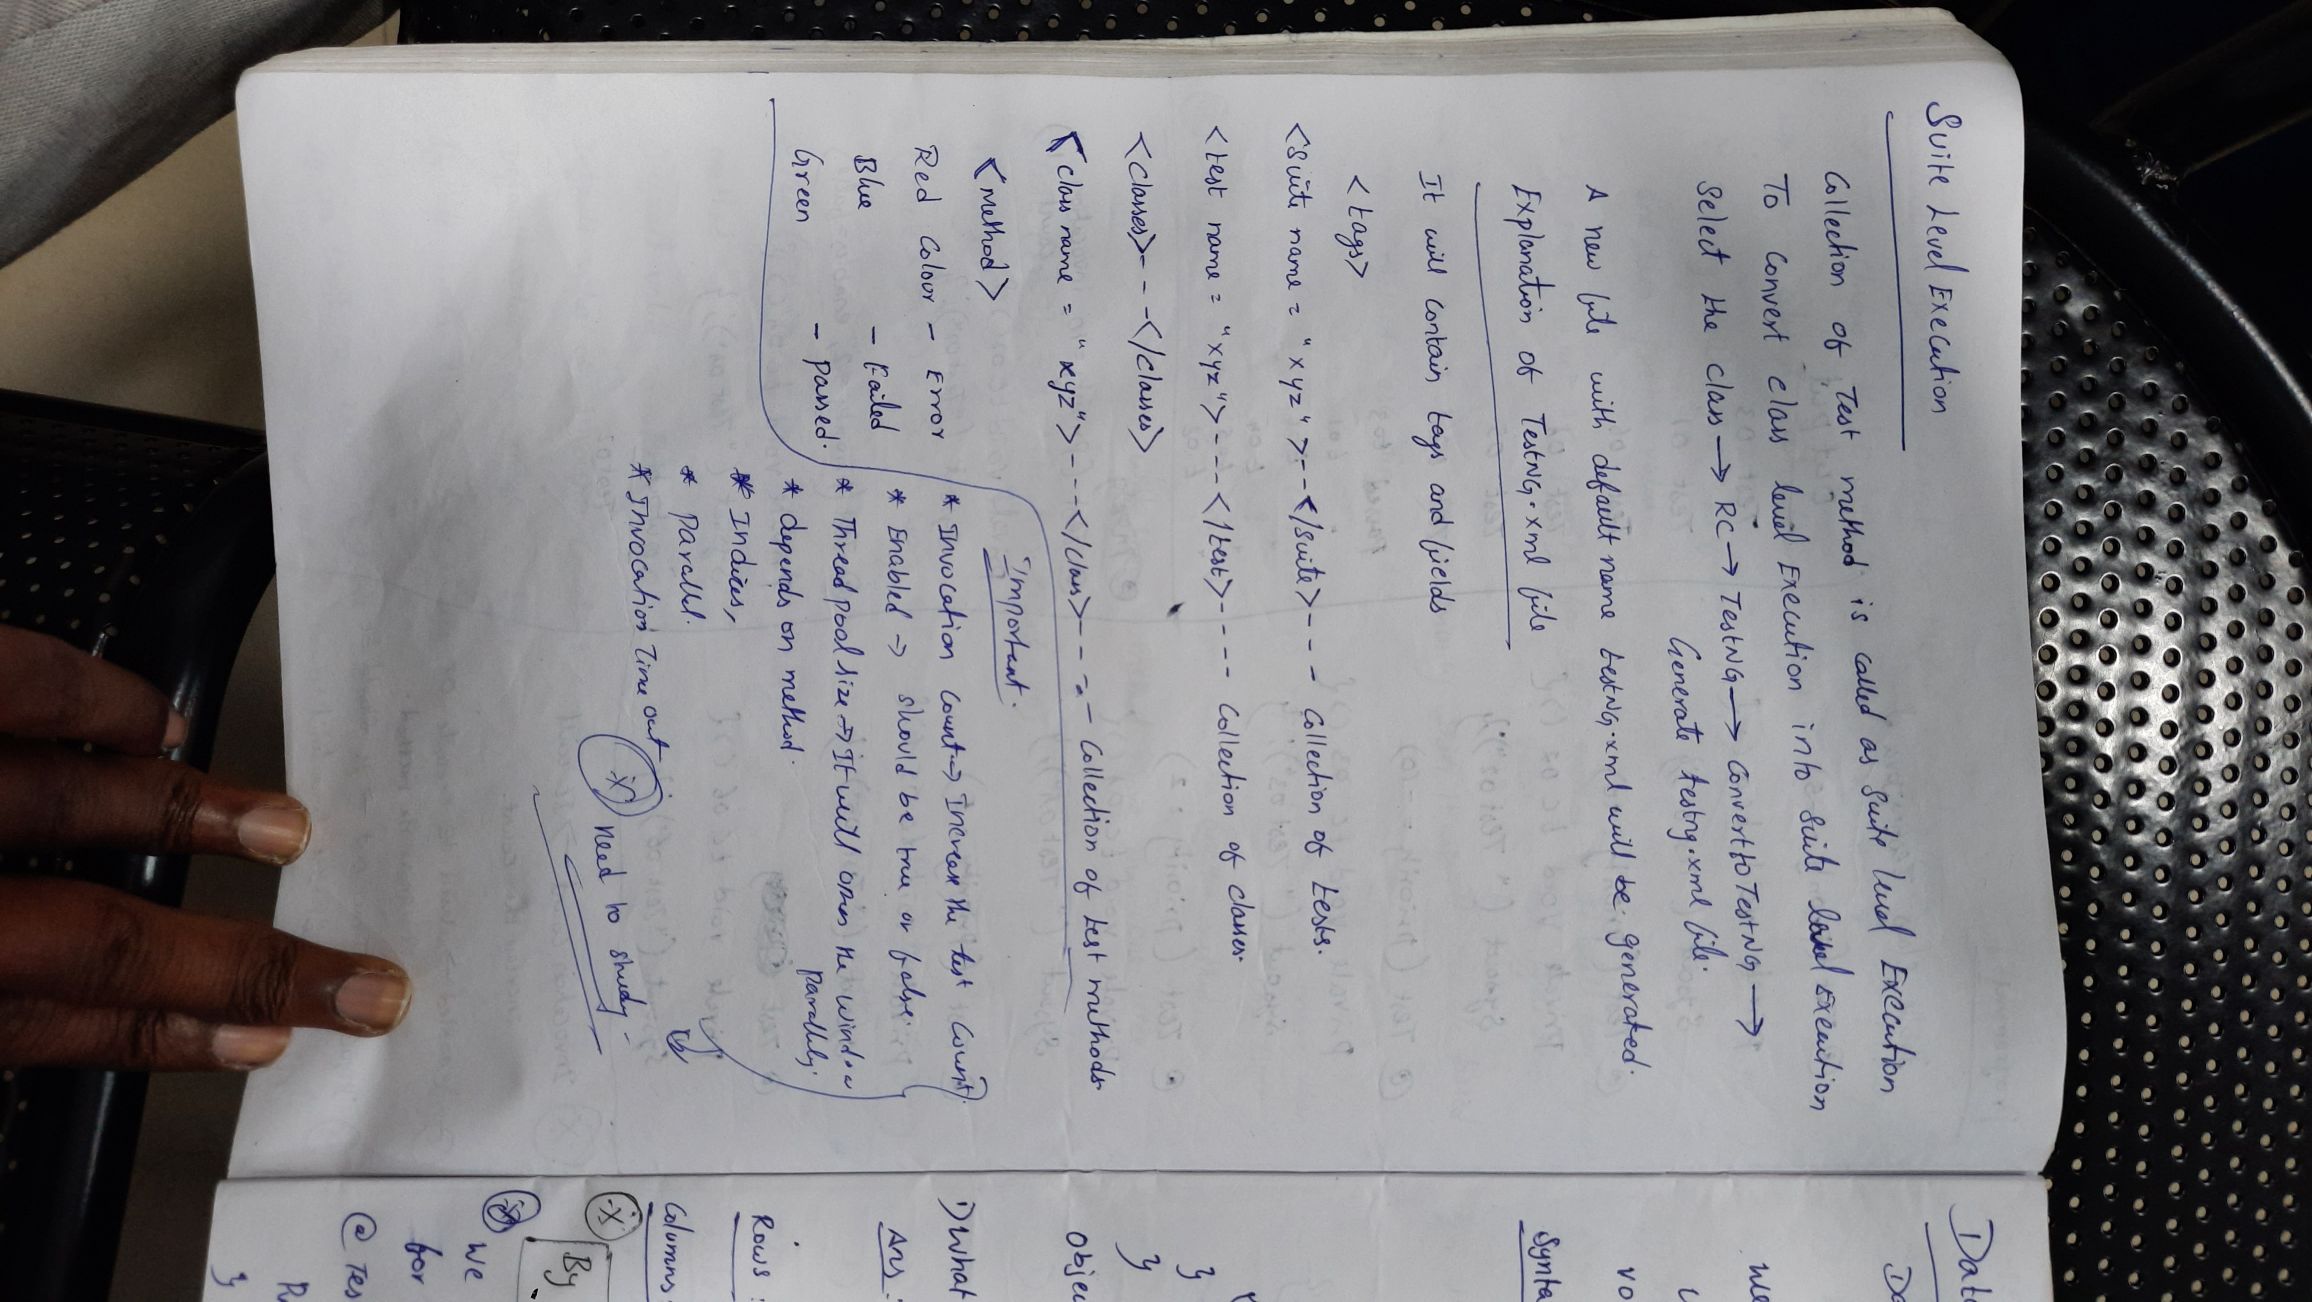 Suite Level Execution
Collection of Test method is called as Suite level Execution
To convert class level Execution into Suite label Execution
Select the class → RC → TestNG → Convert to TestNG →
Generate testng.xml file.
A new file with default name testNG.xml will be generated.
Explanation of TestNG.xml file
It will contain tags and fields
<tags>
<Suite name = "xyz">--</suite>--- Collection of tests.
<test name = "xyz">---</test>---- Collection of classes.
<classes>---</classes>
<class name = "xyz">---</class>----- Collection of test methods.
<method>
Red Colour - Error
Blue - Failed
Green - passed.
Important.
* Invocation Count → Increase the test Count.
* Enabled → should be true or false.
* Thread pool size → It will open the window
parallely.
* depends on method.
* Indices,
* parallel.
* Invocation Time out
need to study
Dat
We
vo
Synta
}
}
Obje
1) What
Ans:
Rows:
Columns:
By
We
for
@Tes
}